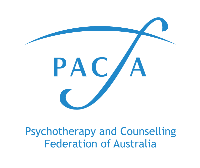 PACFA
Psychotherapy and Counselling
Federation of Australia